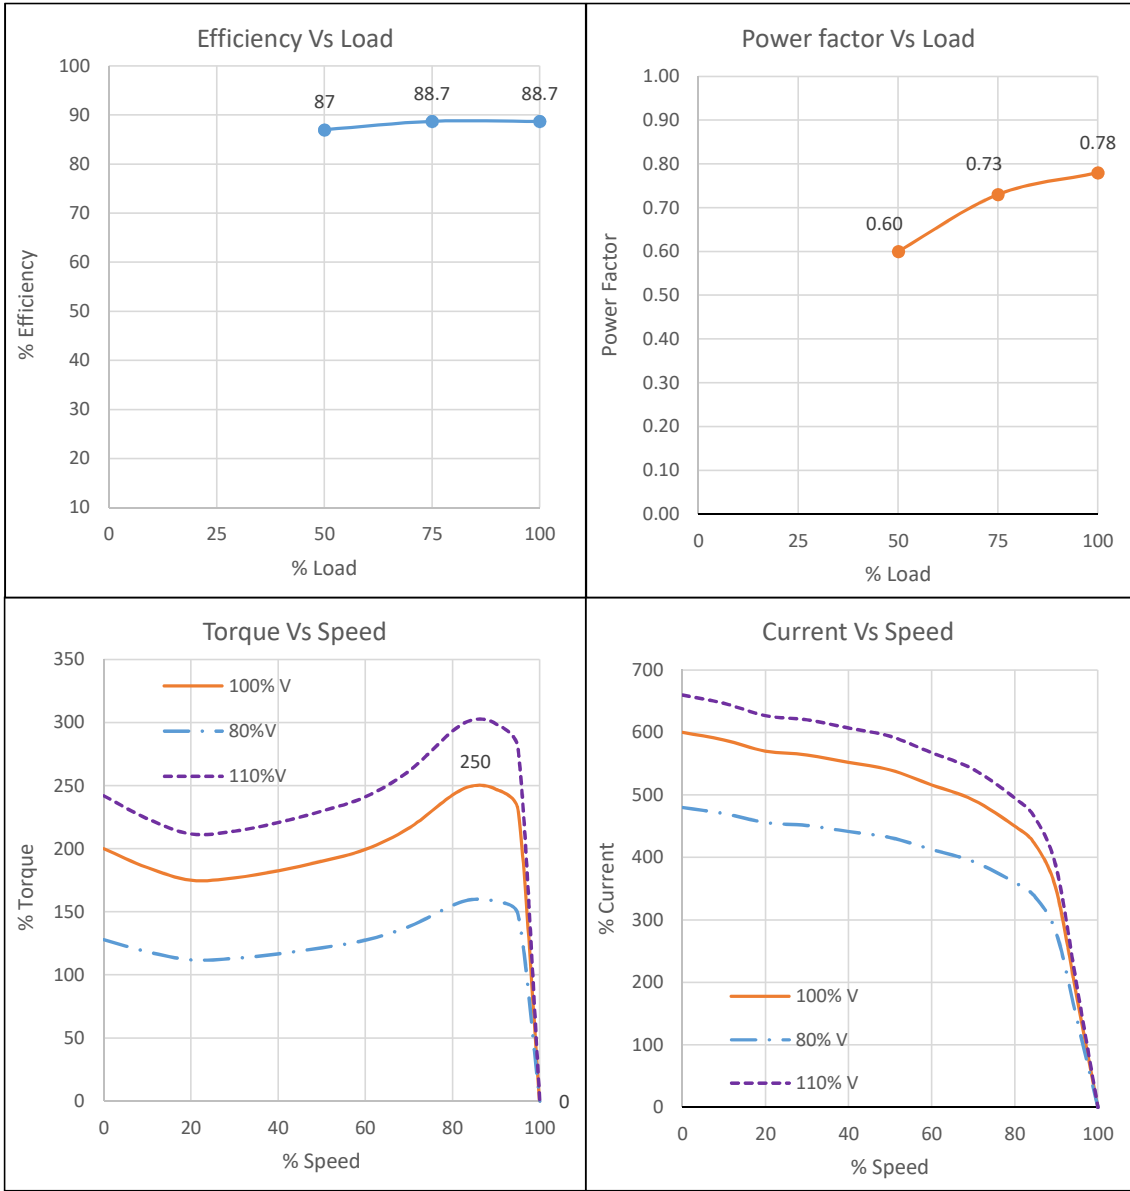 Efficiency Vs Load
100
90
80
70
60
50
40
30
20
10
% Efficiency
87
88.7
88.7
0 25 50 75 100
% Load
Power factor Vs Load
1.00
0.90
0.80
0.70
0.60
0.50
0.40
0.30
0.20
0.10
0.00
Power Factor
0.60
0.73
0.78
0 25 50 75 100
% Load
Torque Vs Speed
350
300
250
200
150
100
50
0
% Torque
100% V
80%V
110%V
250
0
0 20 40 60 80 100
% Speed
Current Vs Speed
700
600
500
400
300
200
100
0
% Current
100% V
80% V
110% V
0 20 40 60 80 100
% Speed